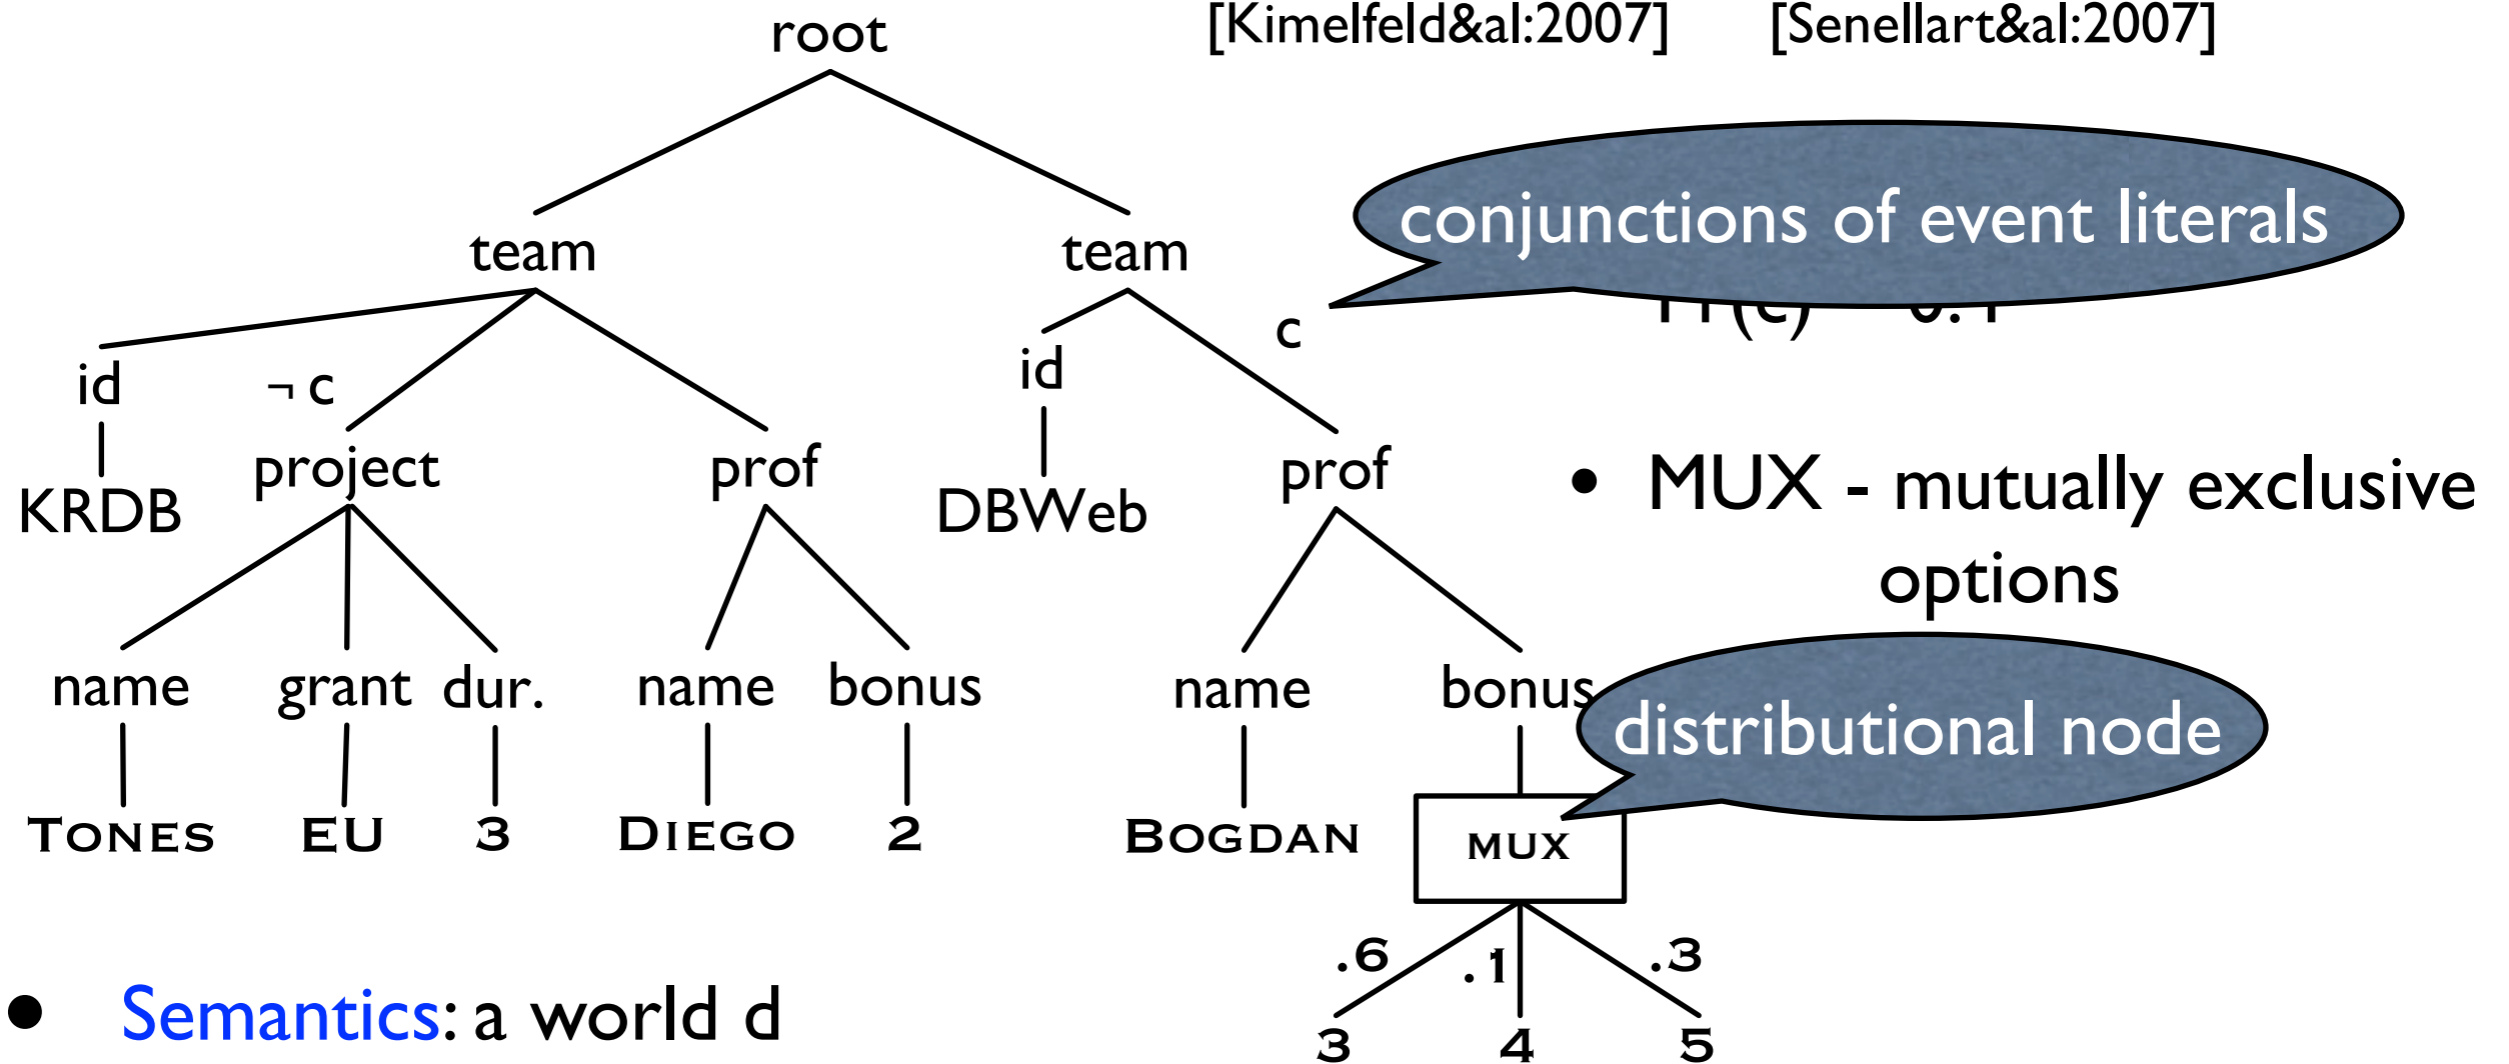 root
[Kimelfeld&al:2007] [Senellart&al:2007]
conjunctions of event literals
team team
c
id ¬ c id
project prof prof
KRDB DBWeb
• MUX - mutually exclusive
options
name grant dur. name bonus name bonus
distributional node
TONES EU 3 DIEGO 2 BOGDAN MUX
.6 .1 .3
• Semantics: a world d
3 4 5